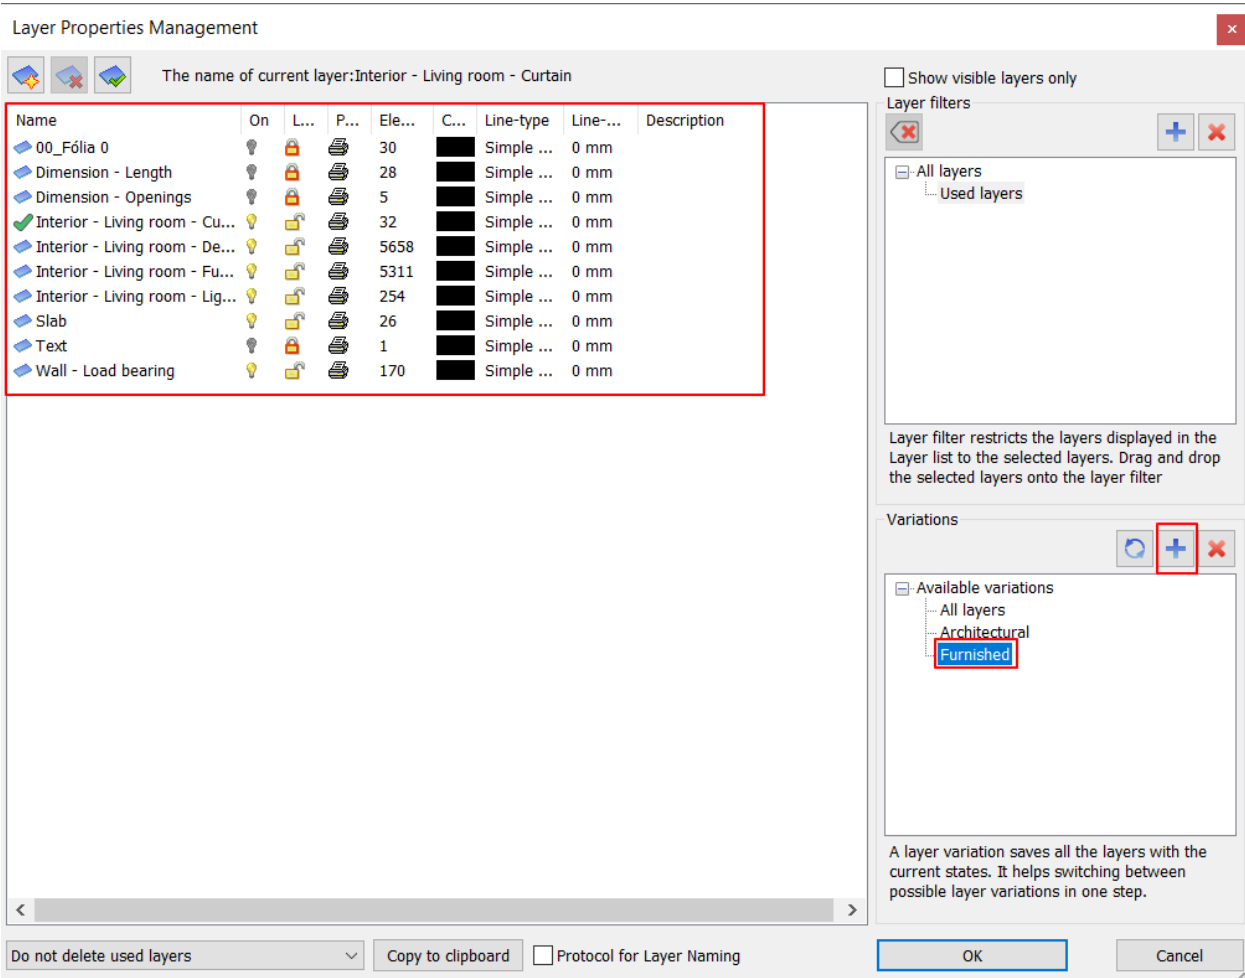 Layer Properties Management
The name of current layer:Interior - Living room - Curtain
Show visible layers only
Name On L... P... Ele... C... Line-type Line-... Description
00_Fólia 0 30 Simple ... 0 mm
Dimension - Length 28 Simple ... 0 mm
Dimension - Openings 5 Simple ... 0 mm
Interior - Living room - Cu... 32 Simple ... 0 mm
Interior - Living room - De... 5658 Simple ... 0 mm
Interior - Living room - Fu... 5311 Simple ... 0 mm
Interior - Living room - Lig... 254 Simple ... 0 mm
Slab 26 Simple ... 0 mm
Text 1 Simple ... 0 mm
Wall - Load bearing 170 Simple ... 0 mm
Layer filters
All layers
Used layers
Layer filter restricts the layers displayed in the
Layer list to the selected layers. Drag and drop
the selected layers onto the layer filter
Variations
Available variations
All layers
Architectural
Furnished
A layer variation saves all the layers with the
current states. It helps switching between
possible layer variations in one step.
Do not delete used layers
Copy to clipboard
Protocol for Layer Naming
OK
Cancel